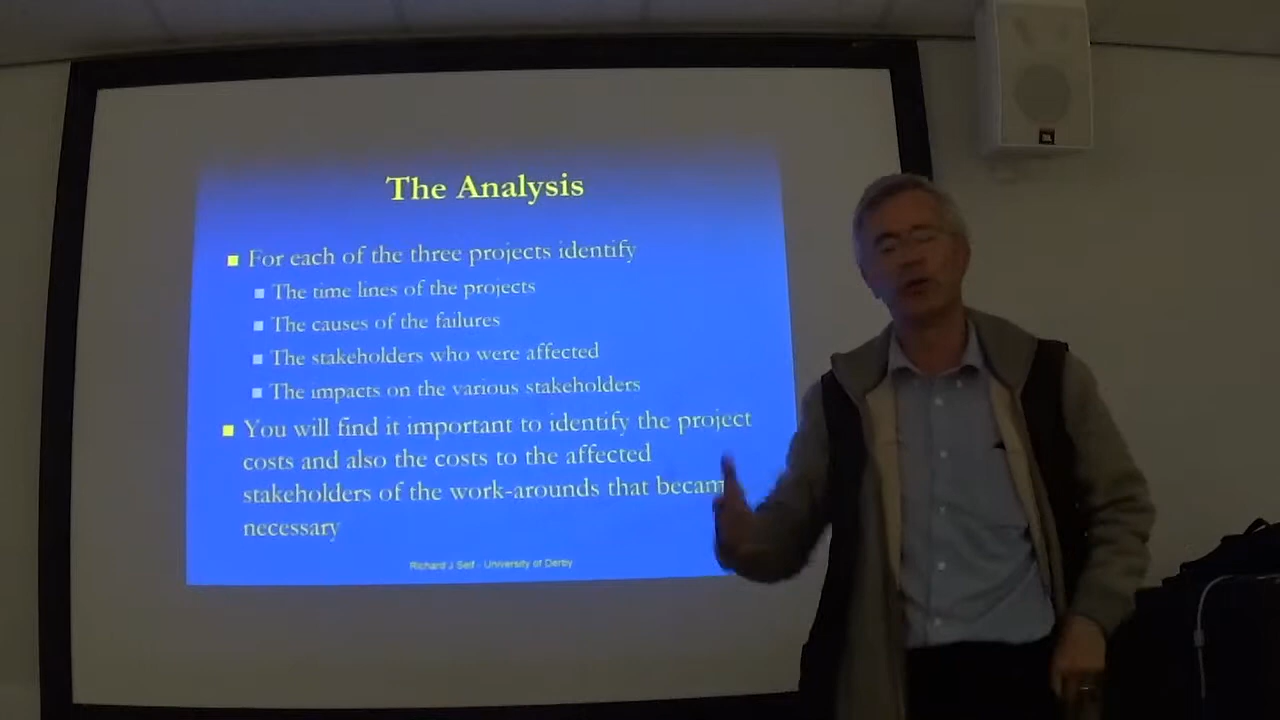 The Analysis
For each of the three projects identify
The time lines of the projects
The causes of the failures
The stakeholders who were affected
The impacts on the various stakeholders
You will find it important to identify the project
costs and also the costs to the affected
stakeholders of the work-arounds that becam
necessary
Richard J Self - University of Derby
JBL